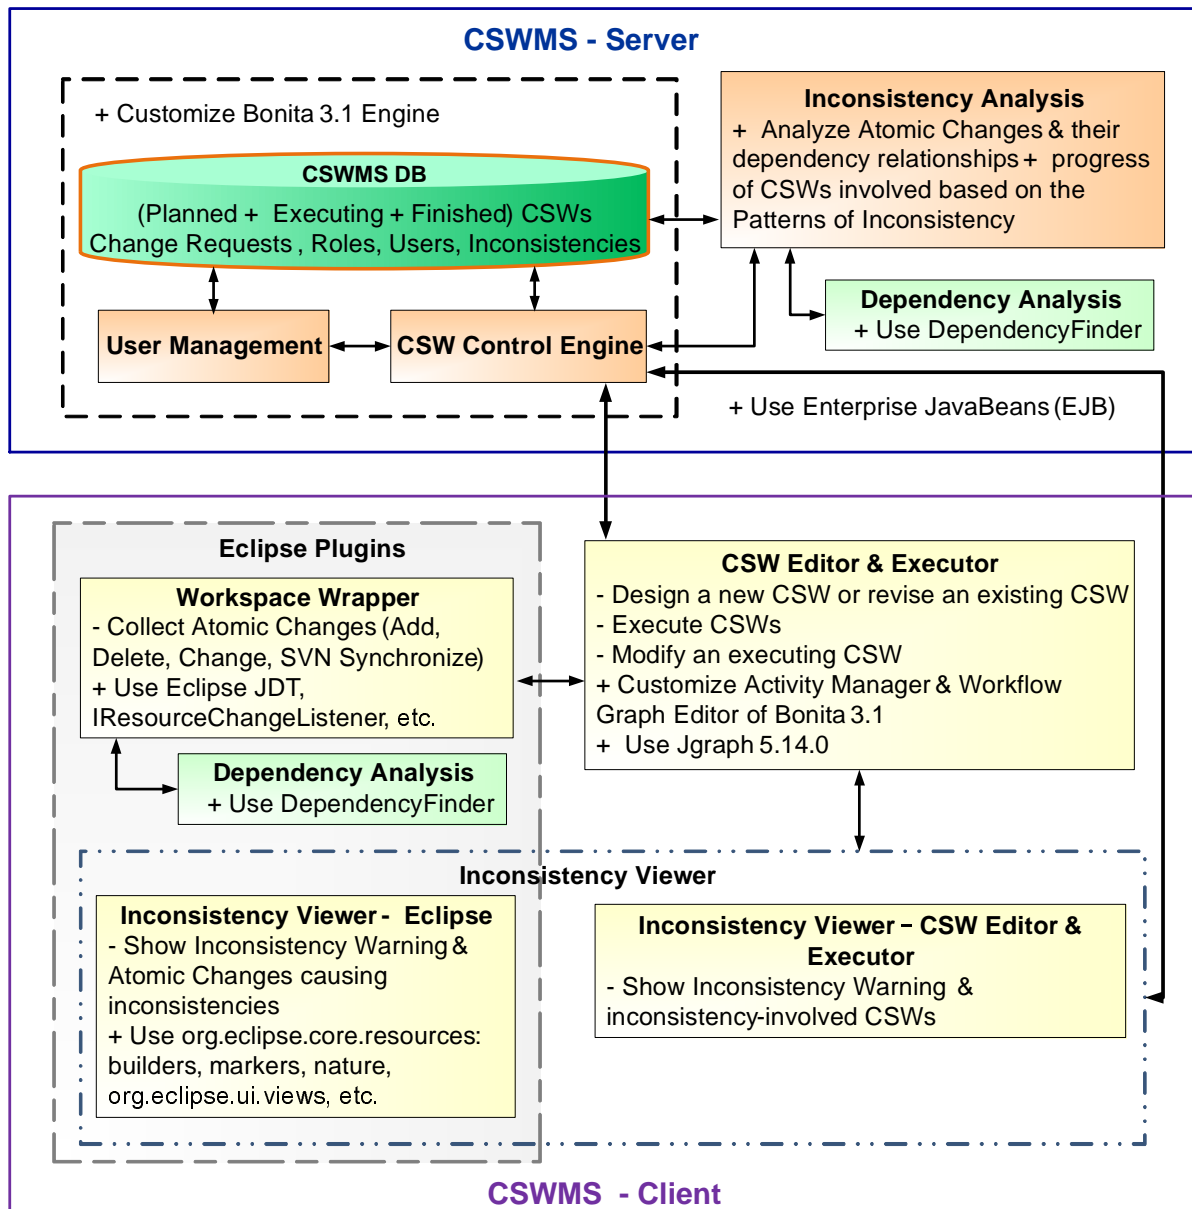 CSWMS - Server
+ Customize Bonita 3.1 Engine
CSWMS DB
(Planned + Executing + Finished) CSWs
Change Requests , Roles, Users, Inconsistencies
User Management
CSW Control Engine
Inconsistency Analysis
+ Analyze Atomic Changes & their
dependency relationships + progress
of CSWs involved based on the
Patterns of Inconsistency
Dependency Analysis
+ Use DependencyFinder
+ Use Enterprise JavaBeans (EJB)
Eclipse Plugins
Workspace Wrapper
- Collect Atomic Changes (Add,
Delete, Change, SVN Synchronize)
+ Use Eclipse JDT,
IResourceChangeListener, etc.
Dependency Analysis
+ Use DependencyFinder
CSW Editor & Executor
- Design a new CSW or revise an existing CSW
- Execute CSWs
- Modify an executing CSW
+ Customize Activity Manager & Workflow
Graph Editor of Bonita 3.1
+ Use Jgraph 5.14.0
Inconsistency Viewer
Inconsistency Viewer - Eclipse
- Show Inconsistency Warning &
Atomic Changes causing
inconsistencies
+ Use org.eclipse.core.resources:
builders, markers, nature,
org.eclipse.ui.views, etc.
Inconsistency Viewer – CSW Editor &
Executor
- Show Inconsistency Warning &
inconsistency-involved CSWs
CSWMS - Client